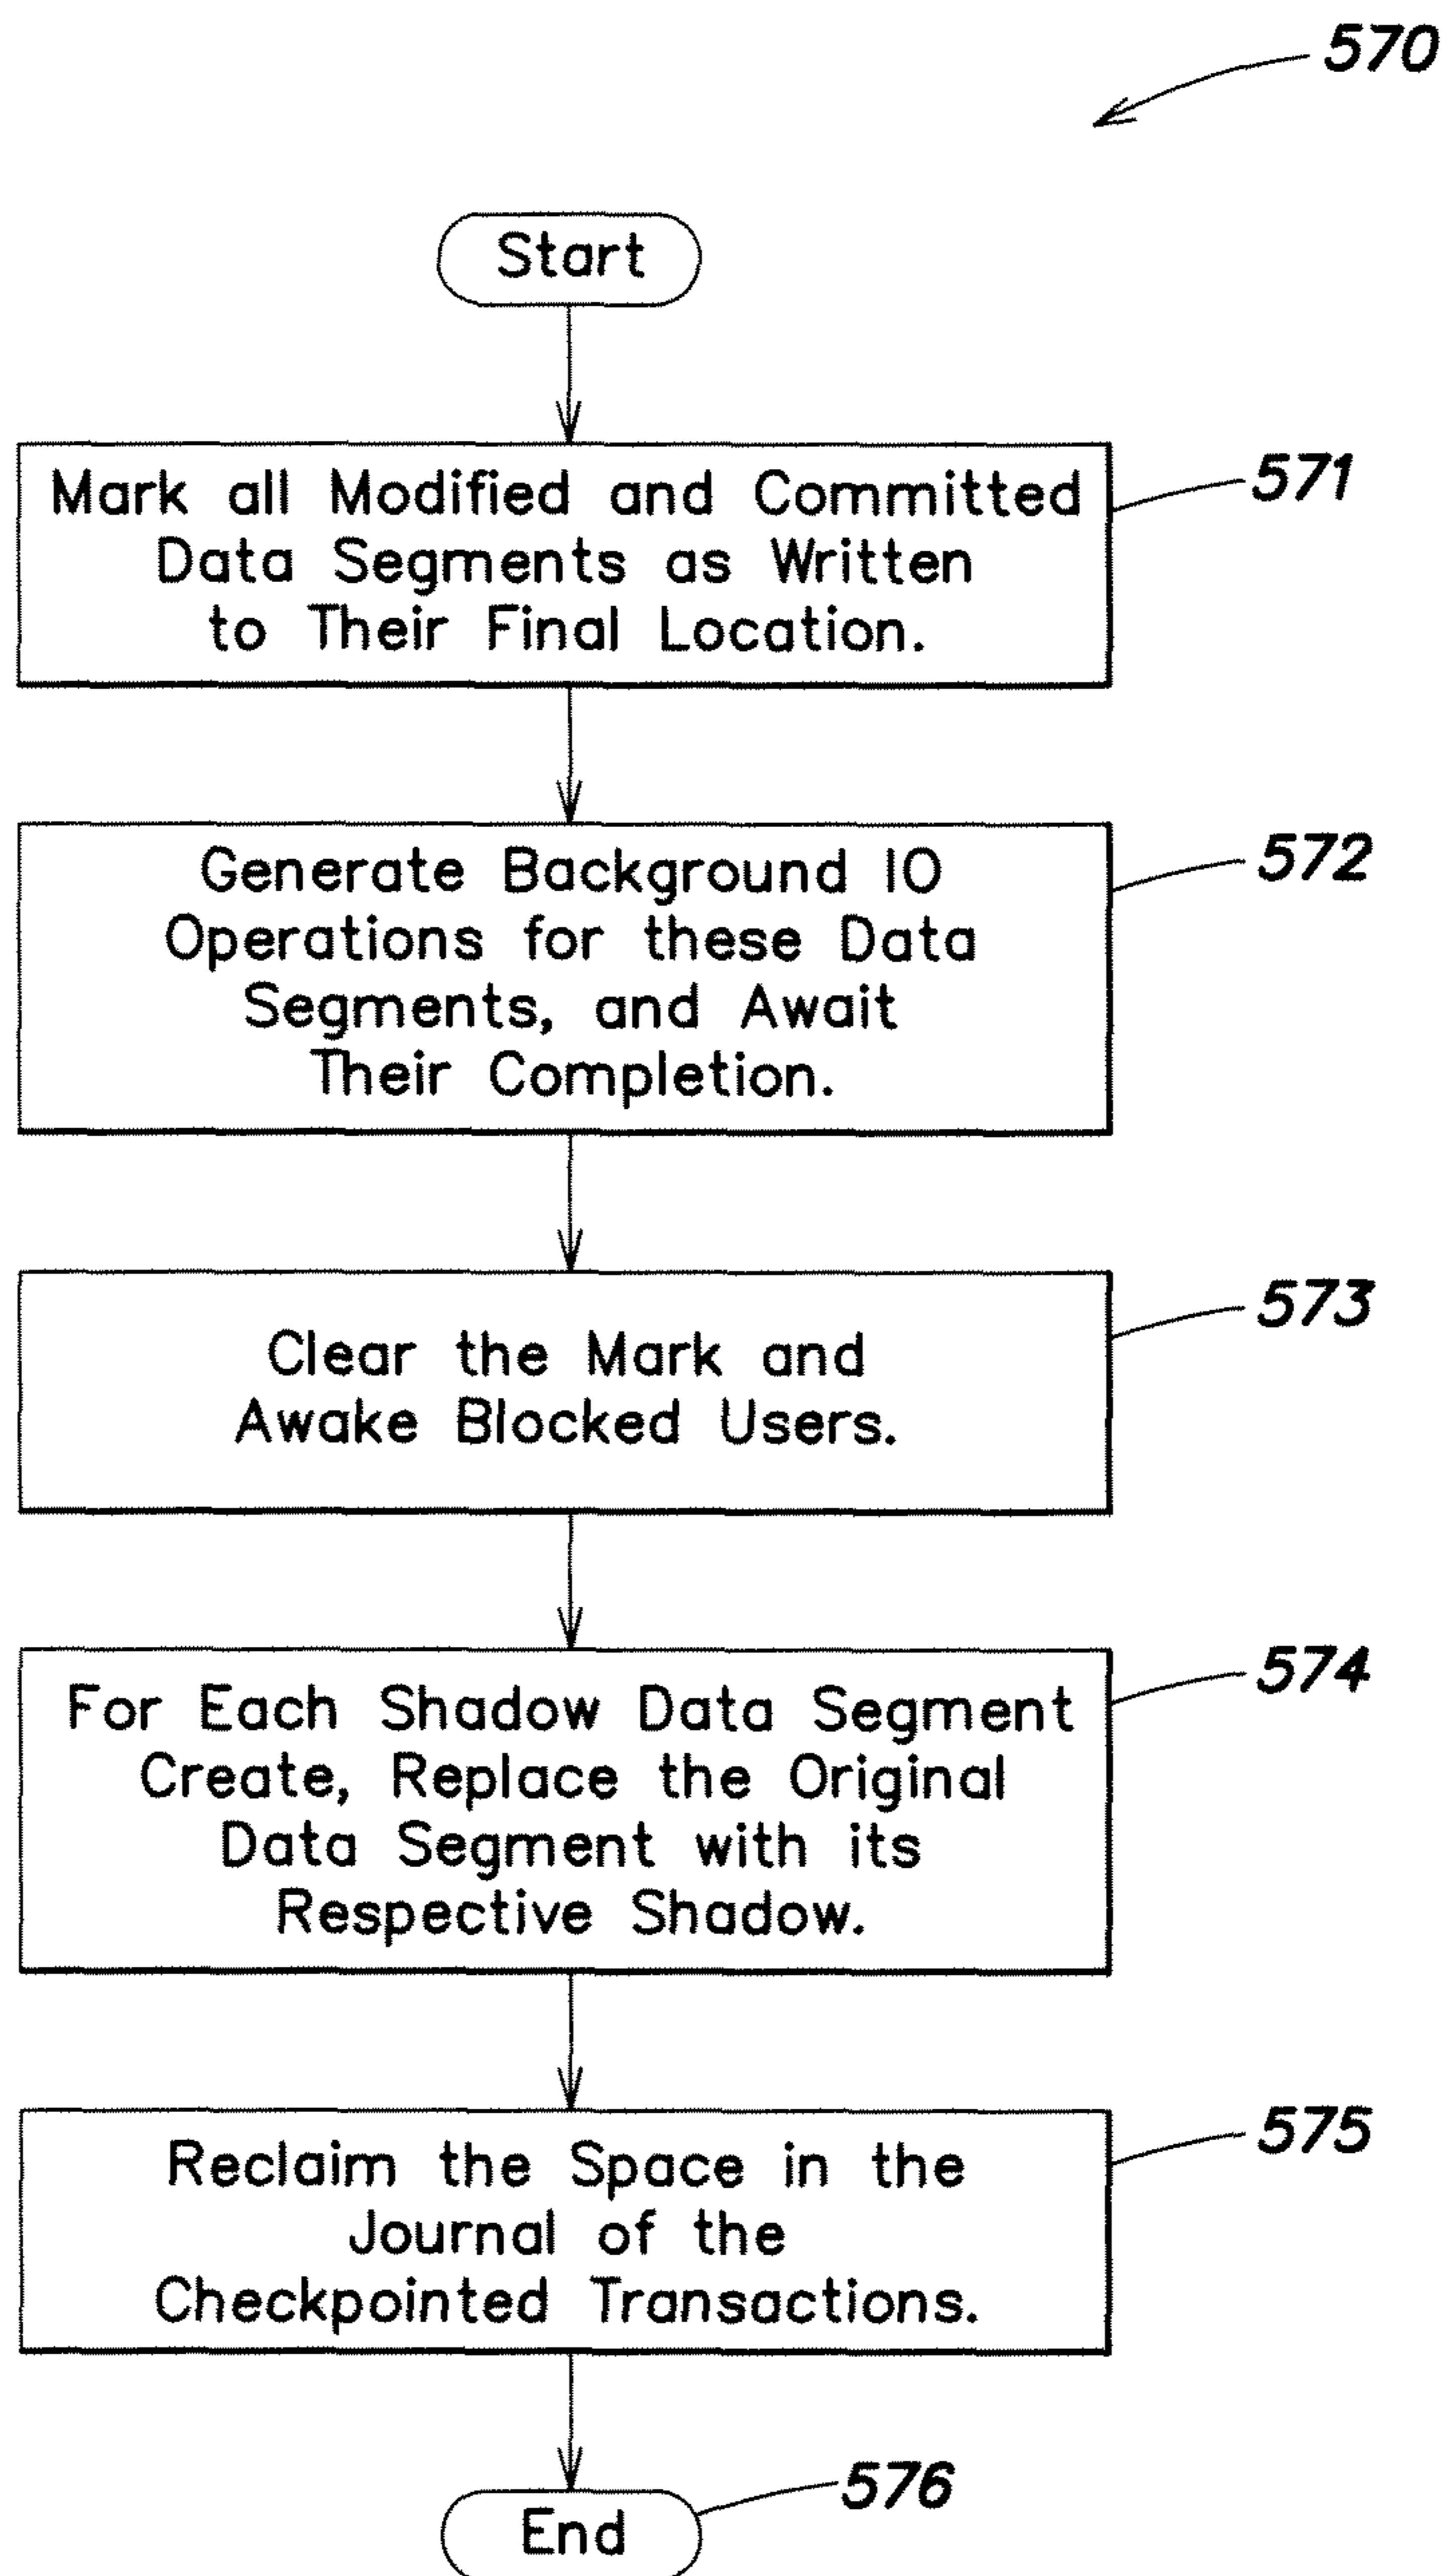 570
Start
Mark all Modified and Committed
Data Segments as Written
to Their Final Location.
571
Generate Background IO
Operations for these Data
Segments, and Await
Their Completion.
572
Clear the Mark and
Awake Blocked Users.
573
For Each Shadow Data Segment
Create, Replace the Original
Data Segment with its
Respective Shadow.
574
Reclaim the Space in the
Journal of the
Checkpointed Transactions.
575
End
576